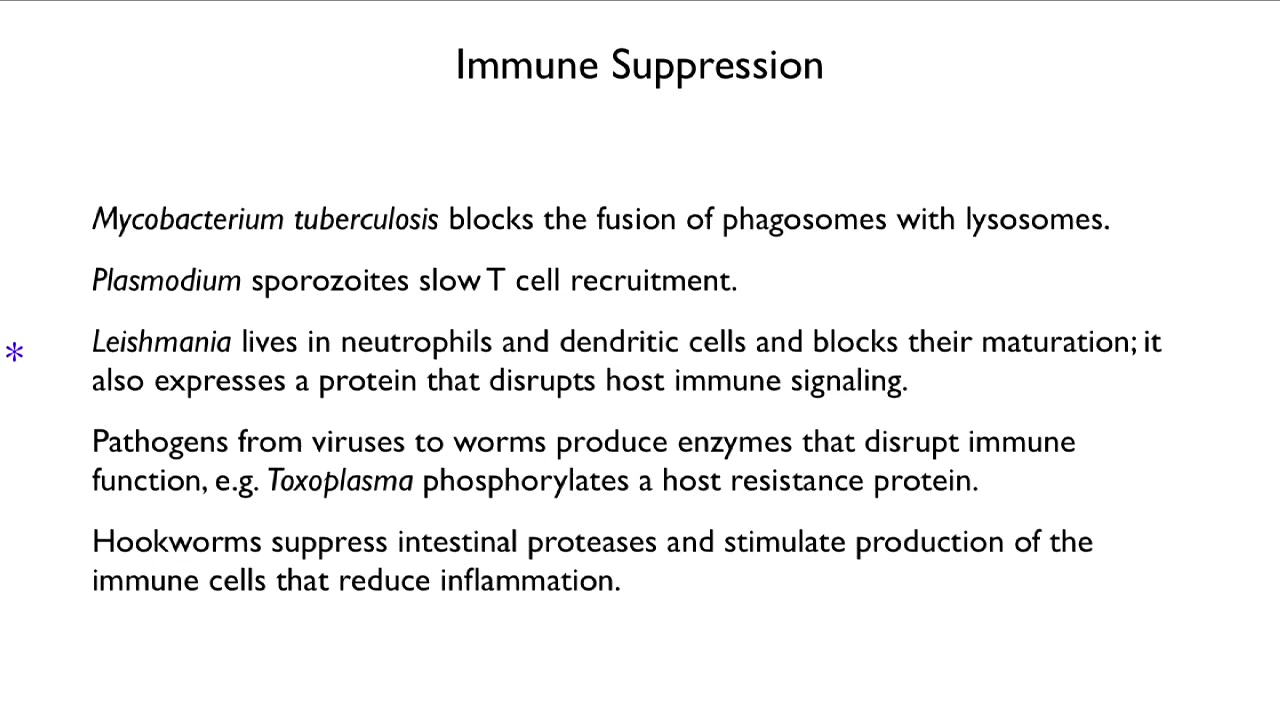 Immune Suppression
Mycobacterium tuberculosis blocks the fusion of phagosomes with lysosomes.
Plasmodium sporozoites slow T cell recruitment.
* Leishmania lives in neutrophils and dendritic cells and blocks their maturation; it
also expresses a protein that disrupts host immune signaling.
Pathogens from viruses to worms produce enzymes that disrupt immune
function, e.g. Toxoplasma phosphorylates a host resistance protein.
Hookworms suppress intestinal proteases and stimulate production of the
immune cells that reduce inflammation.